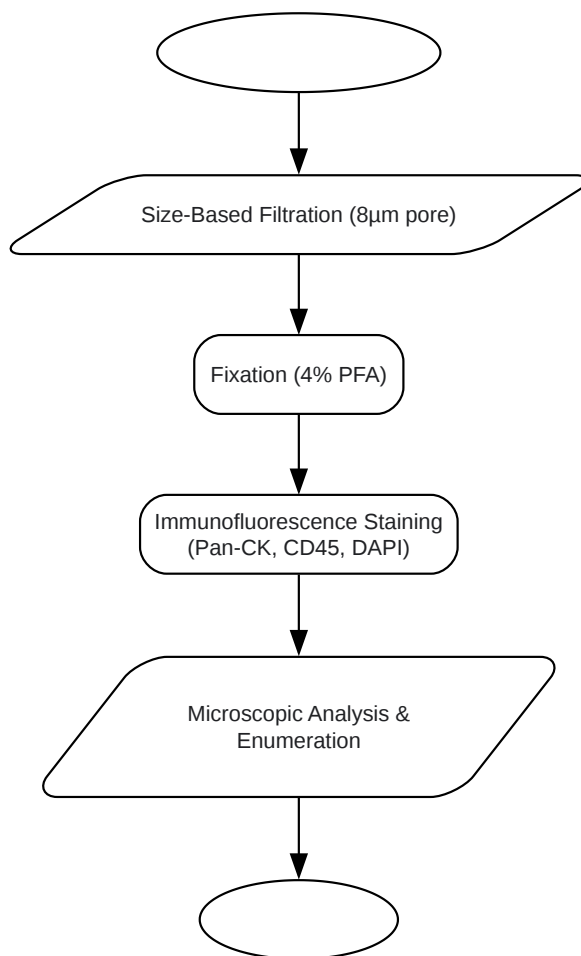 Size-Based Filtration (8µm pore)
Fixation (4% PFA)
Immunofluorescence Staining
(Pan-CK, CD45, DAPI)
Microscopic Analysis &
Enumeration